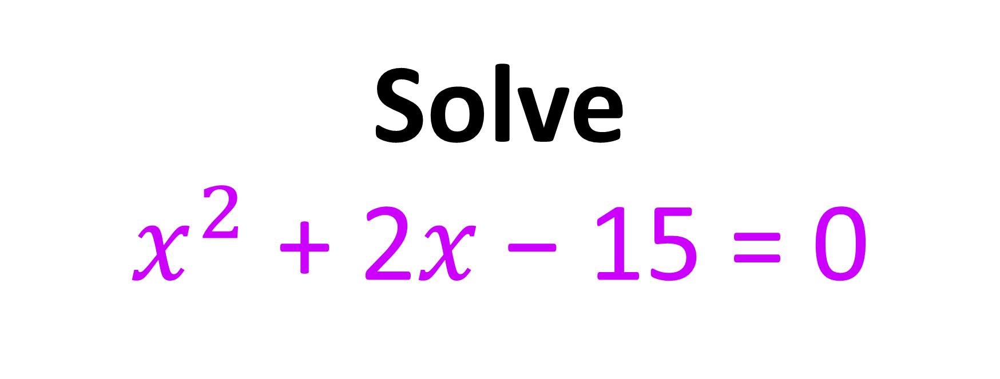 Solve
x² + 2x − 15 = 0